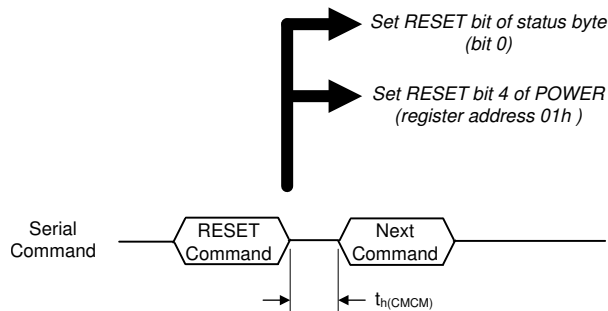 Set RESET bit of status byte
(bit 0)
Set RESET bit 4 of POWER
(register address 01h )
Serial
Command
RESET
Command
Next
Command
th(CMCM)